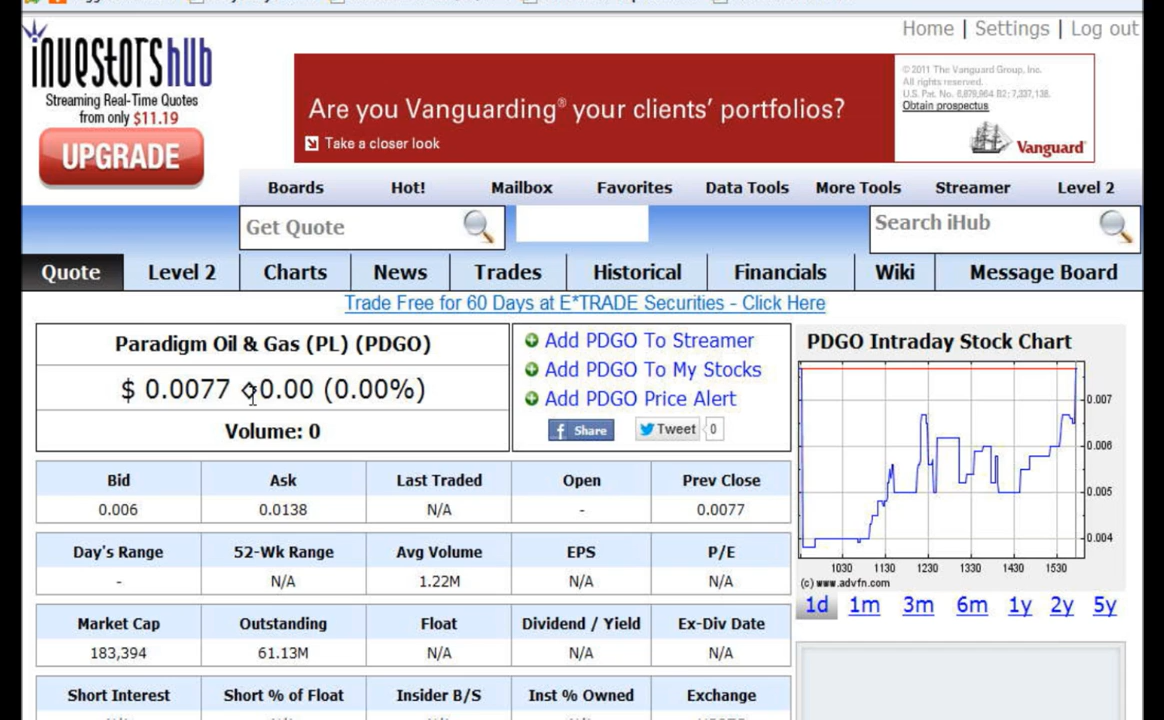 Home | Settings | Log out
investorshub
Streaming Real-Time Quotes
from only $11.19
UPGRADE
Are you Vanguarding® your clients' portfolios?
Take a closer look
© 2011 The Vanguard Group, Inc.
All rights reserved.
U.S. Pat. No. 6,879,964 B2; 7,337,138.
Obtain prospectus
Vanguard
Boards Hot! Mailbox Favorites Data Tools More Tools Streamer Level 2
Get Quote
Search iHub
Quote Level 2 Charts News Trades Historical Financials Wiki Message Board
Trade Free for 60 Days at E*TRADE Securities - Click Here
Paradigm Oil & Gas (PL) (PDGO)
$ 0.0077 0.00 (0.00%)
Volume: 0
Add PDGO To Streamer
Add PDGO To My Stocks
Add PDGO Price Alert
f Share Tweet 0
PDGO Intraday Stock Chart
0.007
0.006
0.005
0.004
1030 1130 1230 1330 1430 1530
(c) www.advfn.com
1d 1m 3m 6m 1y 2y 5y
Bid Ask Last Traded Open Prev Close
0.006 0.0138 N/A - 0.0077
Day's Range 52-Wk Range Avg Volume EPS P/E
- N/A 1.22M N/A N/A
Market Cap Outstanding Float Dividend / Yield Ex-Div Date
183,394 61.13M N/A N/A N/A
Short Interest Short % of Float Insider B/S Inst % Owned Exchange